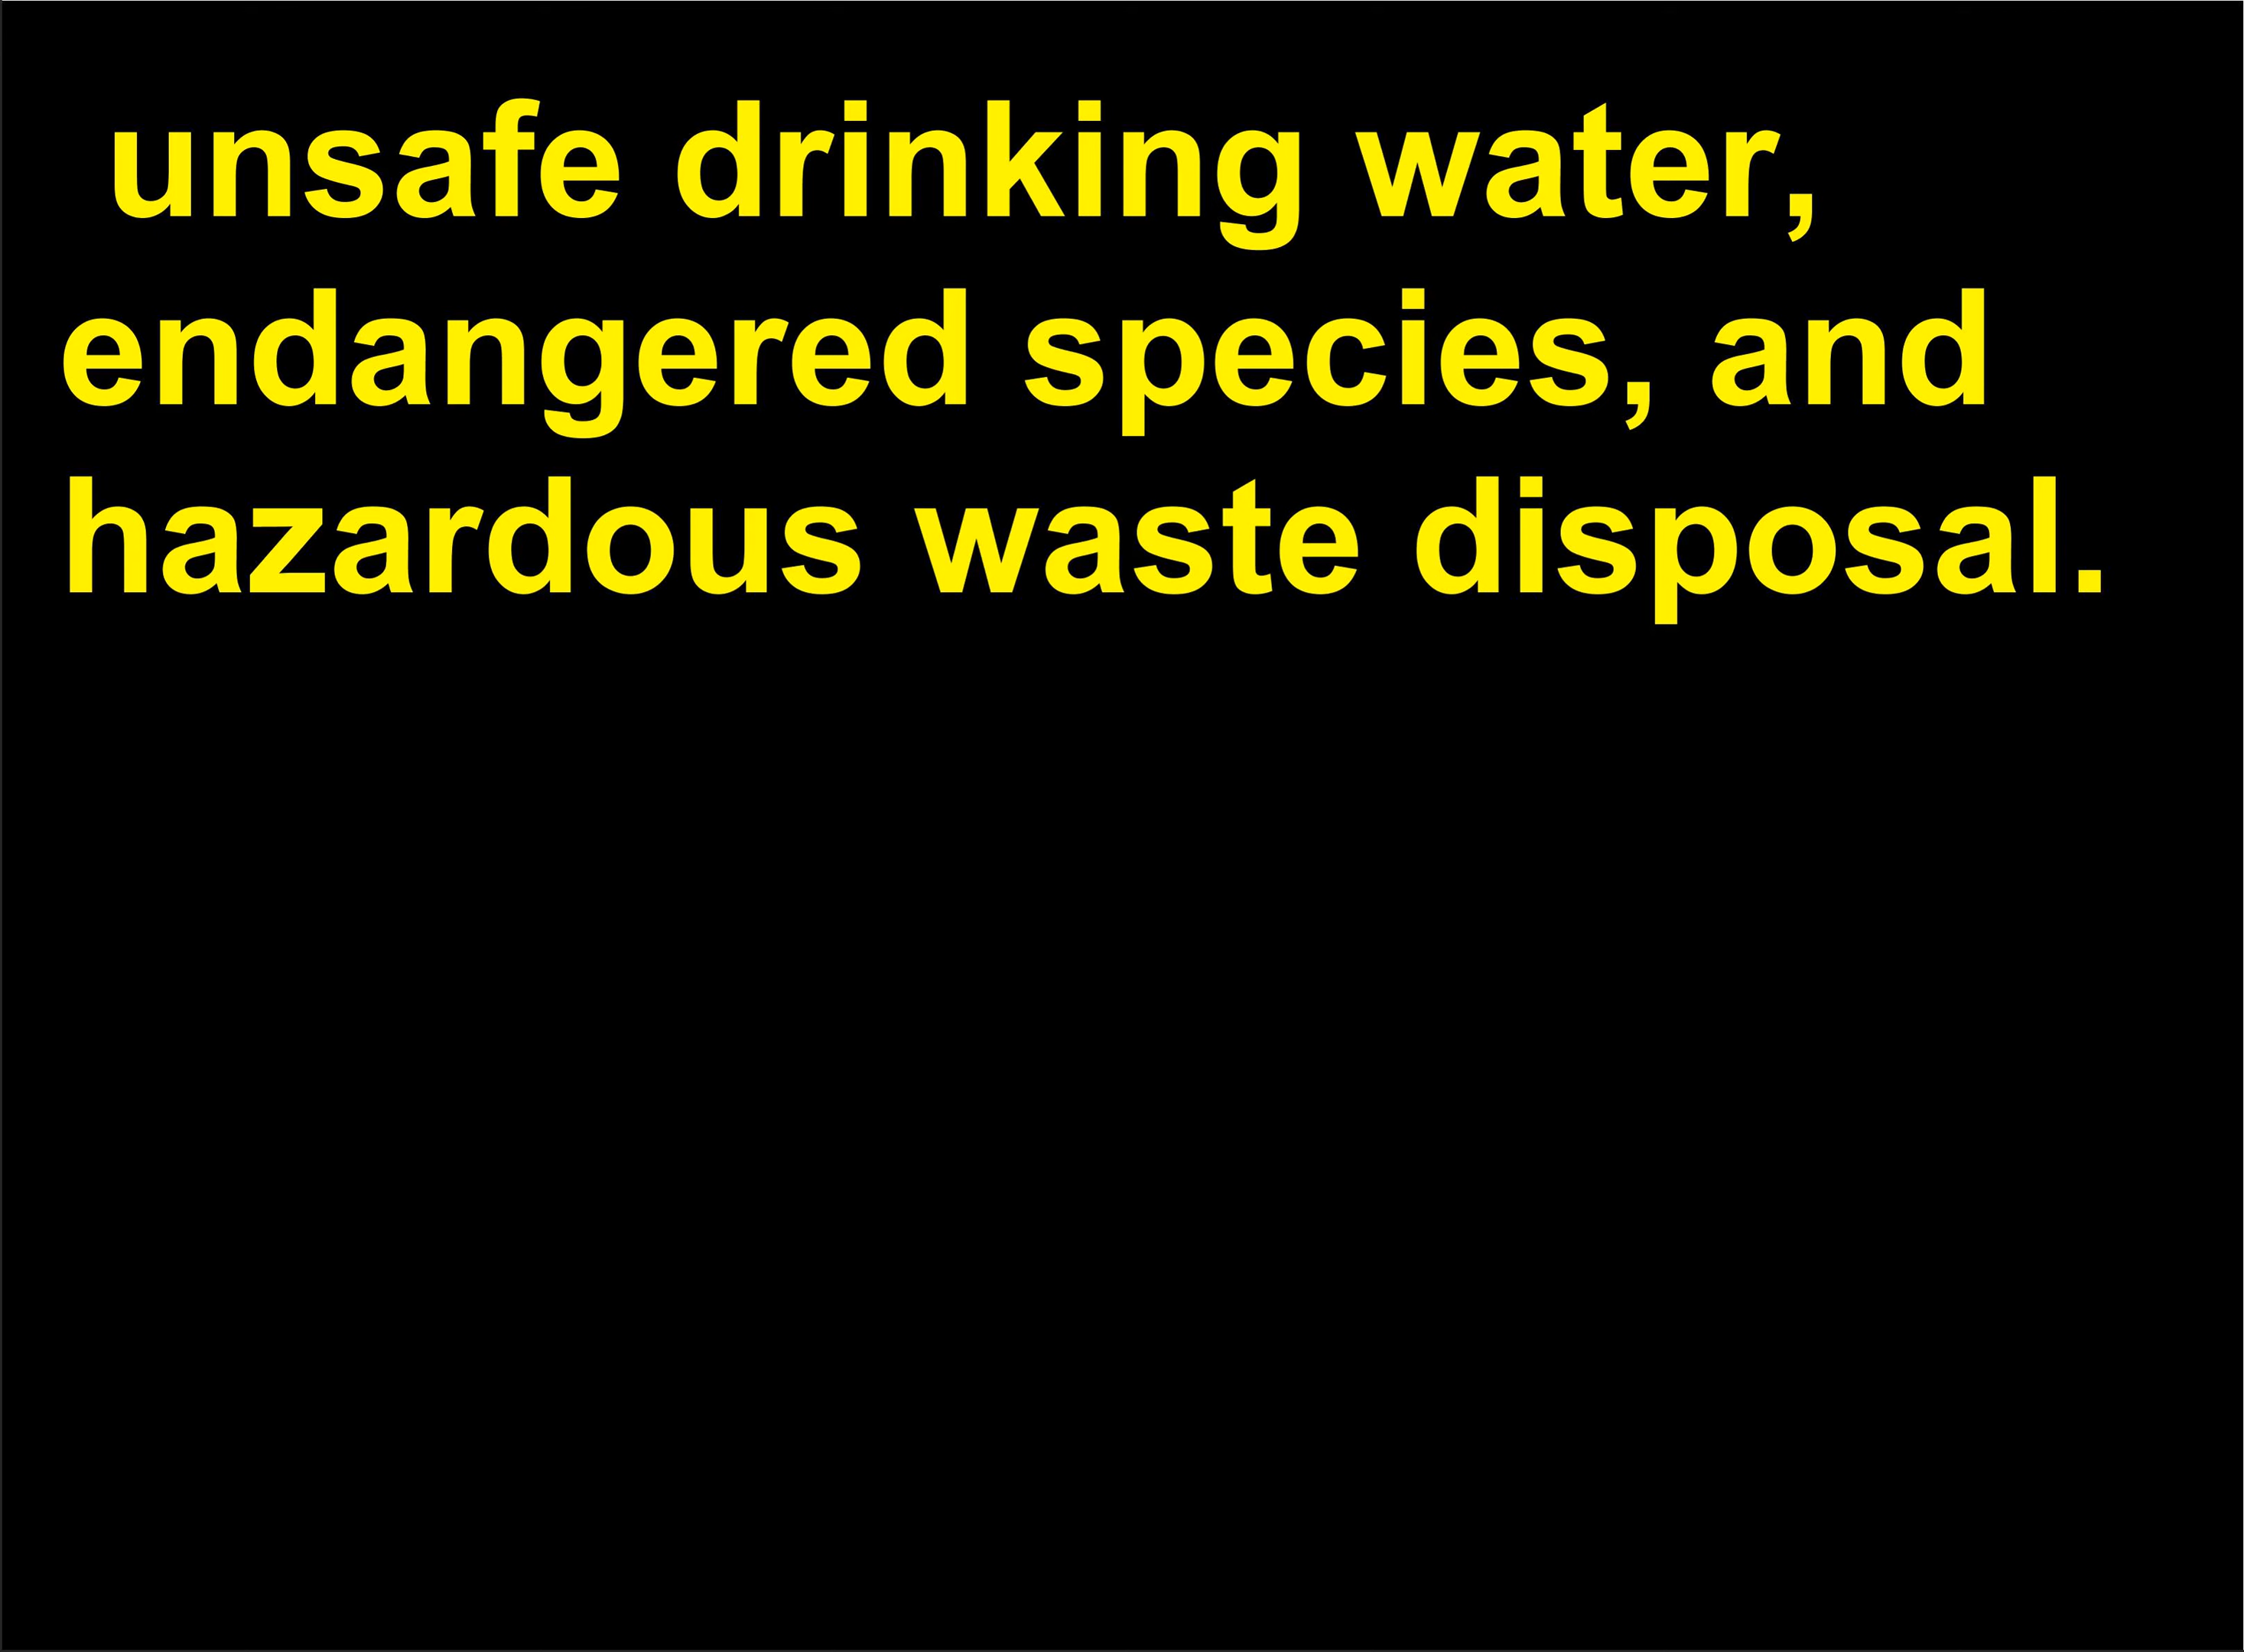 unsafe drinking water,
endangered species, and
hazardous waste disposal.